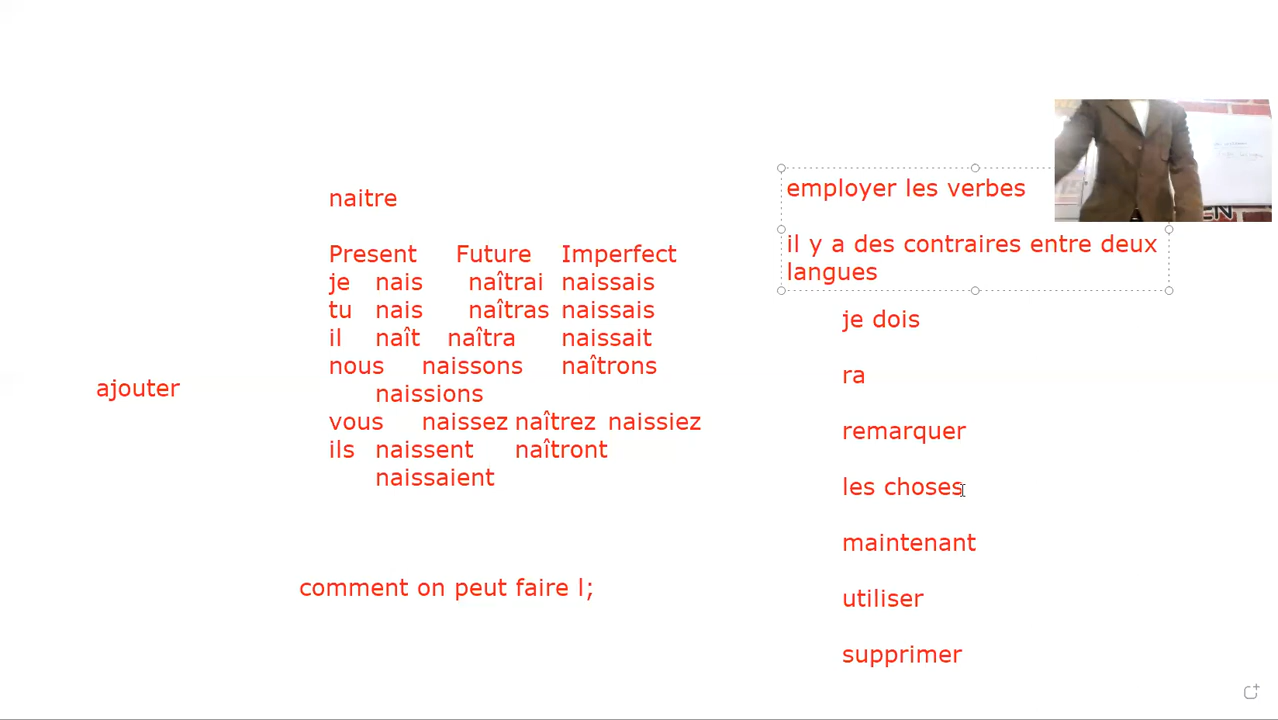 naitre
Present Future Imperfect
je nais naîtrai naissais
tu nais naîtras naissais
il naît naîtra naissait
nous naissons naîtrons
naissions
vous naissez naîtrez naissiez
ils naissent naîtront
naissaient
ajouter
comment on peut faire l;
employer les verbes
il y a des contraires entre deux
langues
je dois
ra
remarquer
les choses
maintenant
utiliser
supprimer